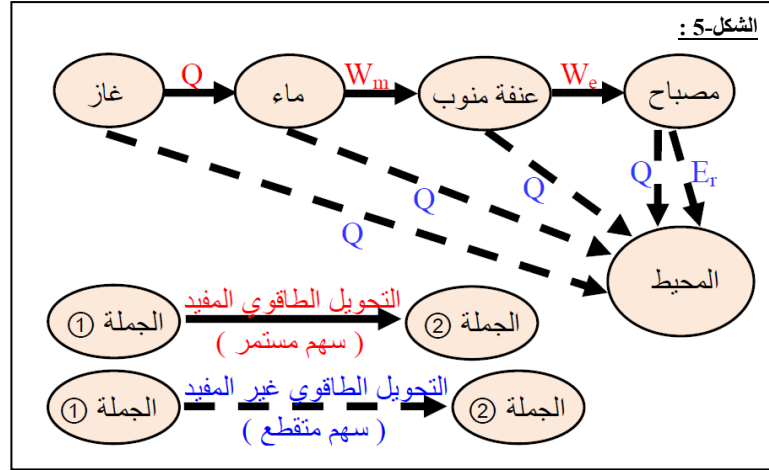 الشكل-5 :
غاز Q ماء Wm عنفة منوب We مصباح
Q Er
Q
Q
Q
المحيط
التحويل الطاقوي المفيد
الجملة ① الجملة ②
( سهم مستمر )
التحويل الطاقوي غير المفيد
الجملة ① الجملة ②
( سهم متقطع )